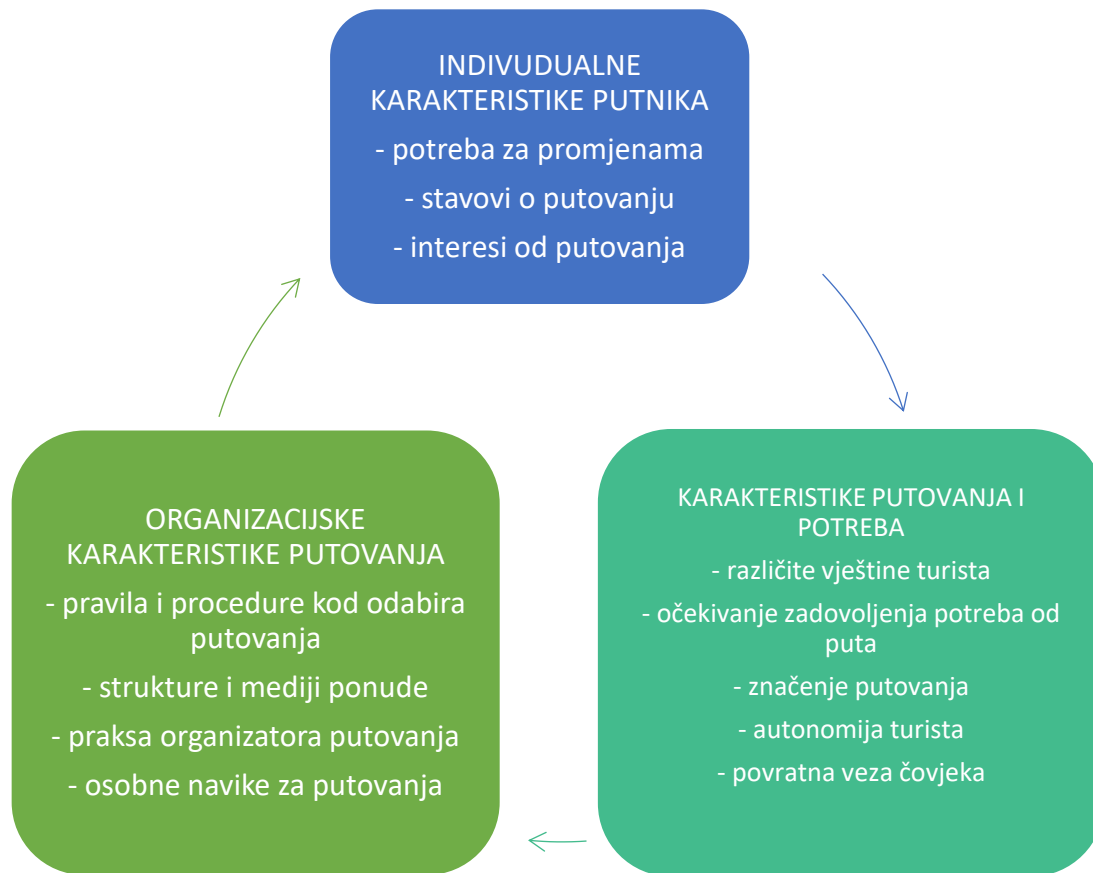 INDIVUDUALNE
KARAKTERISTIKE PUTNIKA
- potreba za promjenama
- stavovi o putovanju
- interesi od putovanja
KARAKTERISTIKE PUTOVANJA I
POTREBA
- različite vještine turista
- očekivanje zadovoljenja potreba od
puta
- značenje putovanja
- autonomija turista
- povratna veza čovjeka
ORGANIZACIJSKE
KARAKTERISTIKE PUTOVANJA
- pravila i procedure kod odabira
putovanja
- strukture i mediji ponude
- praksa organizatora putovanja
- osobne navike za putovanja